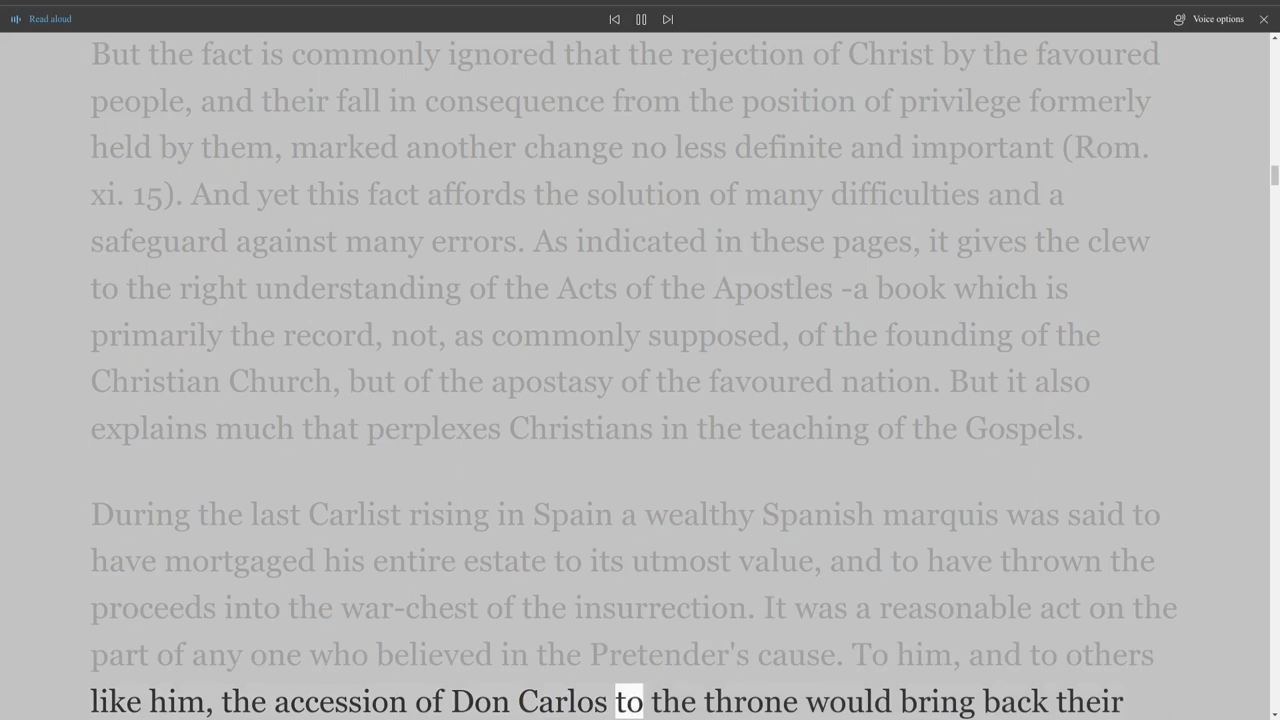 Read aloud
Voice options
But the fact is commonly ignored that the rejection of Christ by the favoured
people, and their fall in consequence from the position of privilege formerly
held by them, marked another change no less definite and important (Rom.
xi. 15). And yet this fact affords the solution of many difficulties and a
safeguard against many errors. As indicated in these pages, it gives the clew
to the right understanding of the Acts of the Apostles -a book which is
primarily the record, not, as commonly supposed, of the founding of the
Christian Church, but of the apostasy of the favoured nation. But it also
explains much that perplexes Christians in the teaching of the Gospels.
During the last Carlist rising in Spain a wealthy Spanish marquis was said to
have mortgaged his entire estate to its utmost value, and to have thrown the
proceeds into the war-chest of the insurrection. It was a reasonable act on the
part of any one who believed in the Pretender's cause. To him, and to others
like him, the accession of Don Carlos to the throne would bring back their